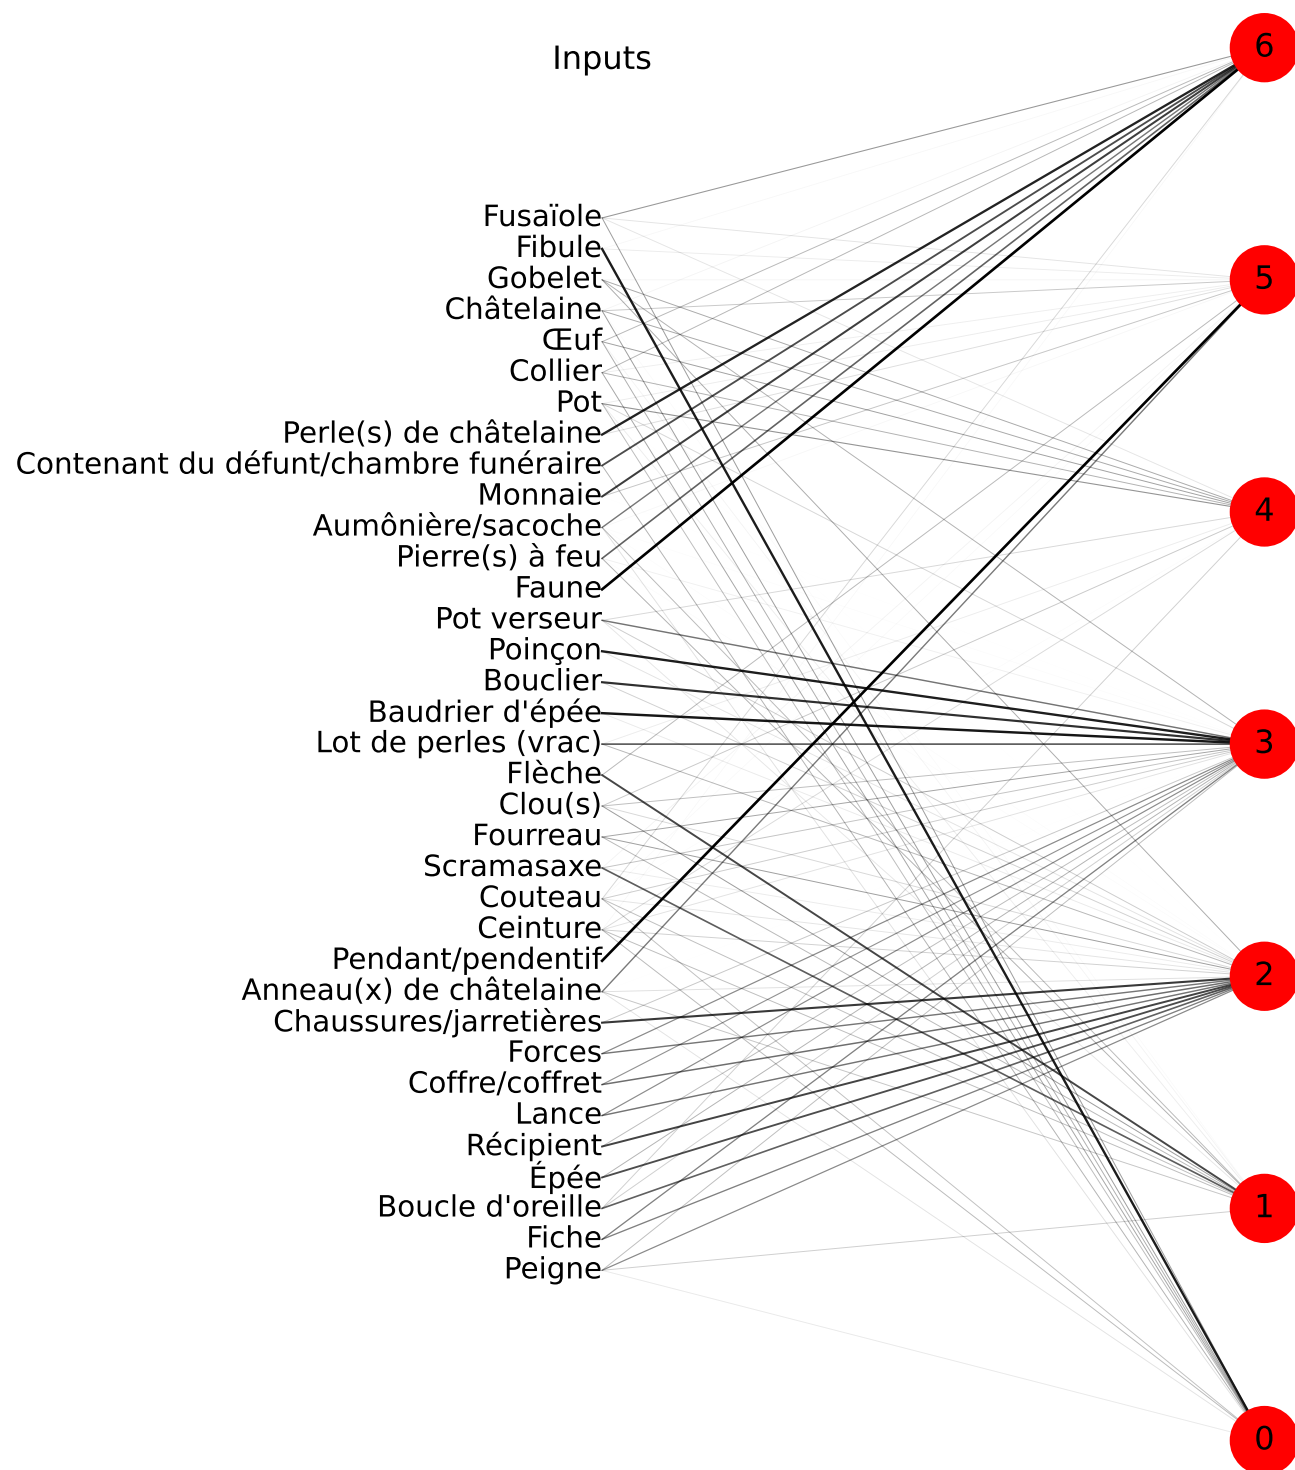 6
Inputs
Fusaïole
Fibule
Gobelet
5
Châtelaine
Œuf
Collier
Pot
Perle(s) de châtelaine
Contenant du défunt/chambre funéraire
Monnaie
4
Aumônière/sacoche
Pierre(s) à feu
Faune
Pot verseur
Poinçon
Bouclier
Baudrier d'épée
Lot de perles (vrac)
3
Flèche
Clou(s)
Fourreau
Scramasaxe
Couteau
Ceinture
Pendant/pendentif
2
Anneau(x) de châtelaine
Chaussures/jarretières
Forces
Coffre/coffret
Lance
Récipient
Épée
Boucle d'oreille
1
Fiche
Peigne
0